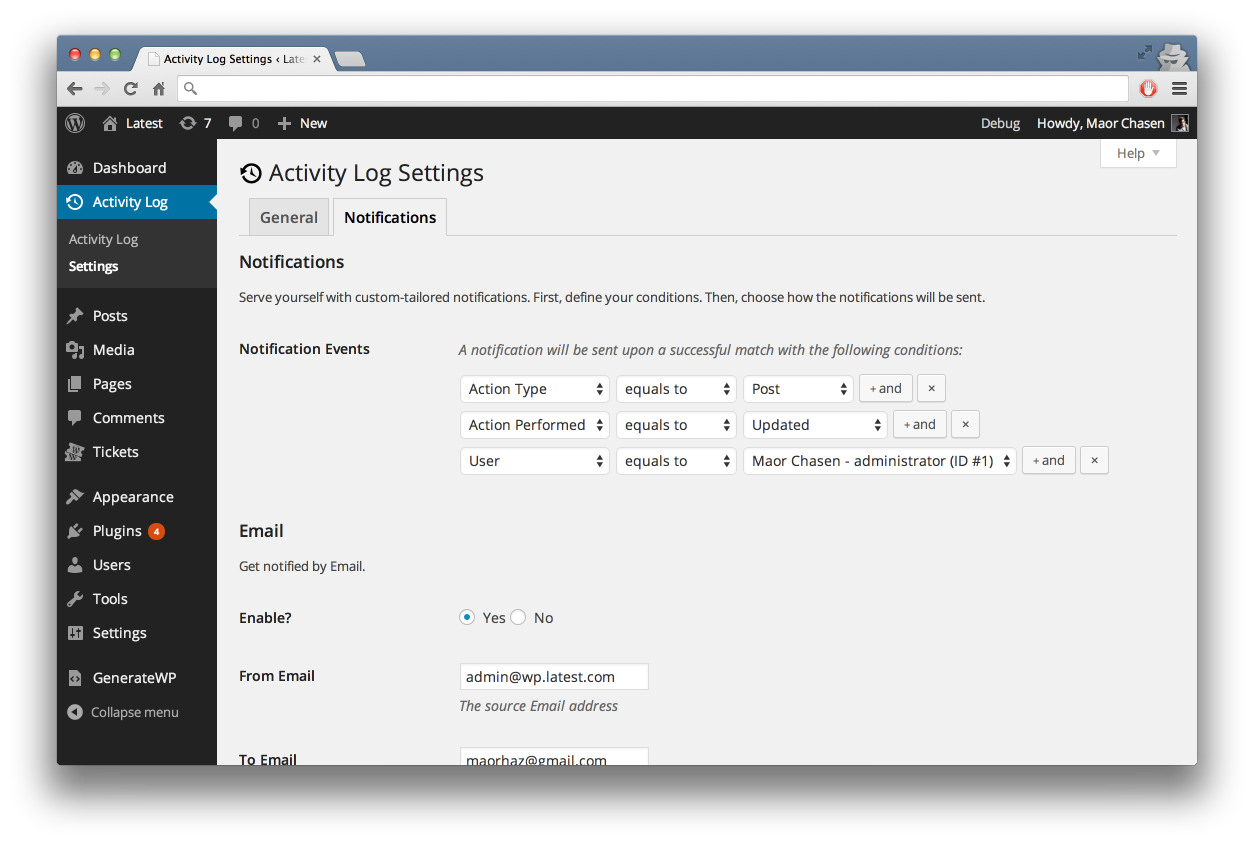 Activity Log Settings ‹ Late
Latest 7 0 New Debug Howdy, Maor Chasen
Help
Dashboard
Activity Log
Activity Log
Settings
Posts
Media
Pages
Comments
Tickets
Appearance
Plugins 4
Users
Tools
Settings
GenerateWP
Collapse menu
Activity Log Settings
General Notifications
Notifications
Serve yourself with custom-tailored notifications. First, define your conditions. Then, choose how the notifications will be sent.
Notification Events A notification will be sent upon a successful match with the following conditions:
Action Type equals to Post + and ×
Action Performed equals to Updated + and ×
User equals to Maor Chasen - administrator (ID #1) + and ×
Email
Get notified by Email.
Enable? Yes No
From Email admin@wp.latest.com
The source Email address
To Email maorhaz@gmail.com